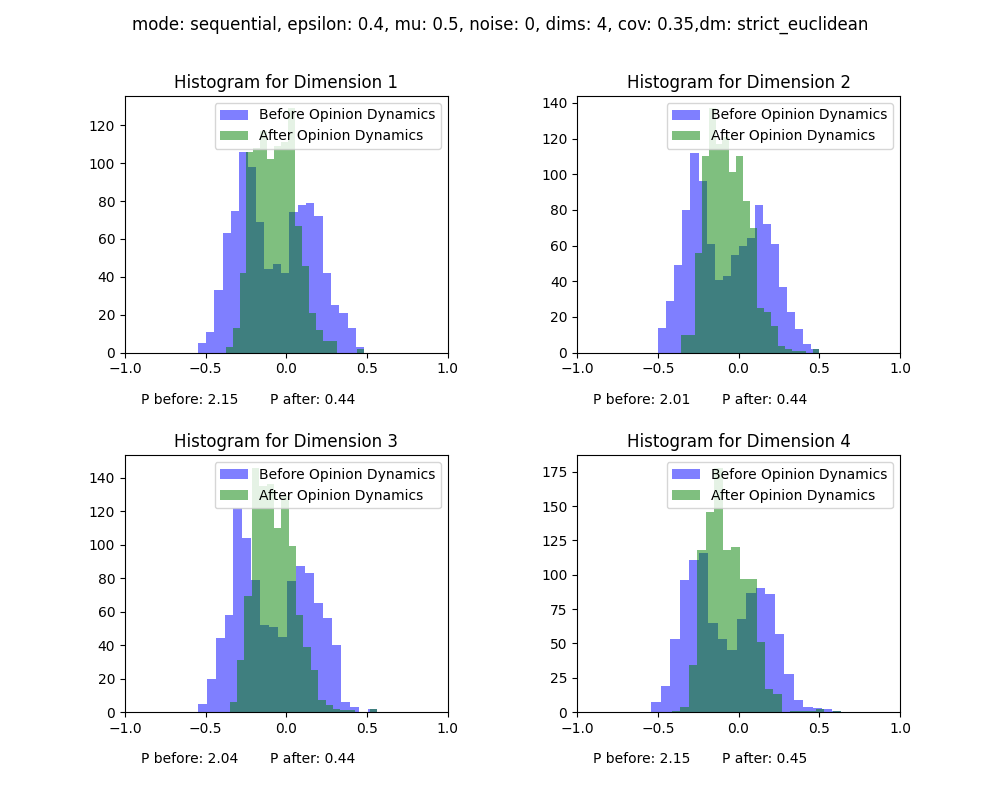 mode: sequential, epsilon: 0.4, mu: 0.5, noise: 0, dims: 4, cov: 0.35,dm: strict_euclidean
Histogram for Dimension 1
Before Opinion Dynamics
After Opinion Dynamics
120
100
80
60
40
20
0
−1.0 −0.5 0.0 0.5 1.0
P before: 2.15 P after: 0.44
Histogram for Dimension 2
Before Opinion Dynamics
After Opinion Dynamics
140
120
100
80
60
40
20
0
−1.0 −0.5 0.0 0.5 1.0
P before: 2.01 P after: 0.44
Histogram for Dimension 3
Before Opinion Dynamics
After Opinion Dynamics
140
120
100
80
60
40
20
0
−1.0 −0.5 0.0 0.5 1.0
P before: 2.04 P after: 0.44
Histogram for Dimension 4
Before Opinion Dynamics
After Opinion Dynamics
175
150
125
100
75
50
25
0
−1.0 −0.5 0.0 0.5 1.0
P before: 2.15 P after: 0.45